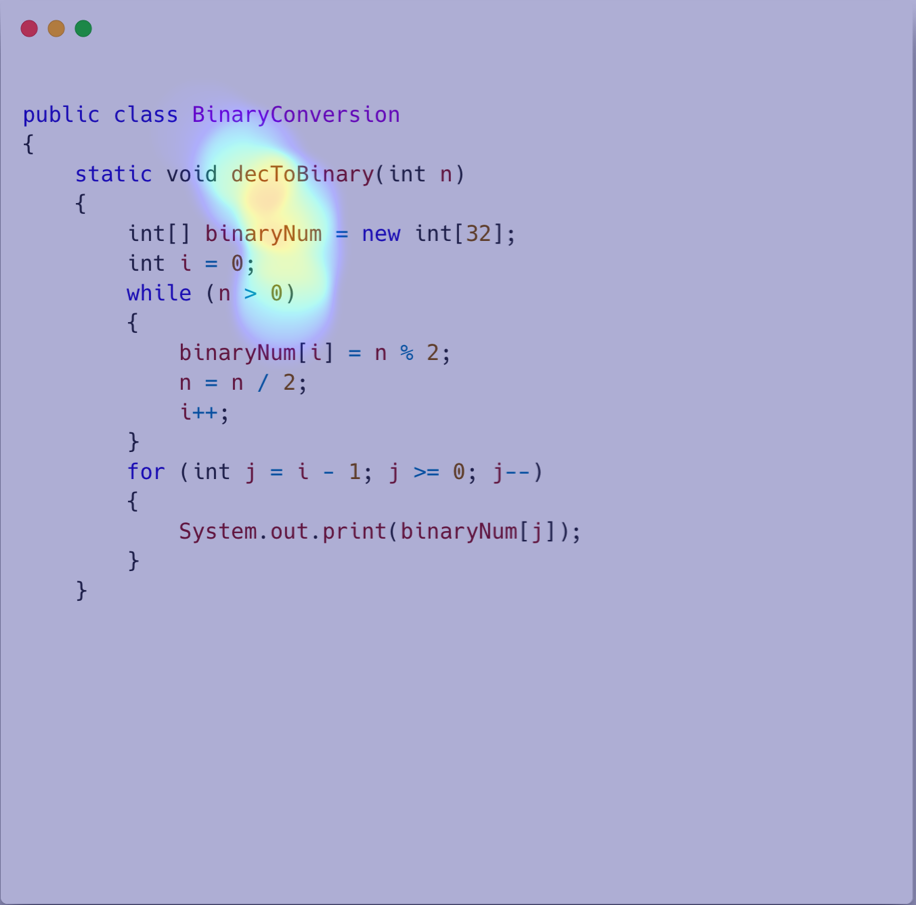 public class BinaryConversion
{
    static void decToBinary(int n)
    {
        int[] binaryNum = new int[32];
        int i = 0;
        while (n > 0)
        {
            binaryNum[i] = n % 2;
            n = n / 2;
            i++;
        }
        for (int j = i - 1; j >= 0; j--)
        {
            System.out.print(binaryNum[j]);
        }
    }